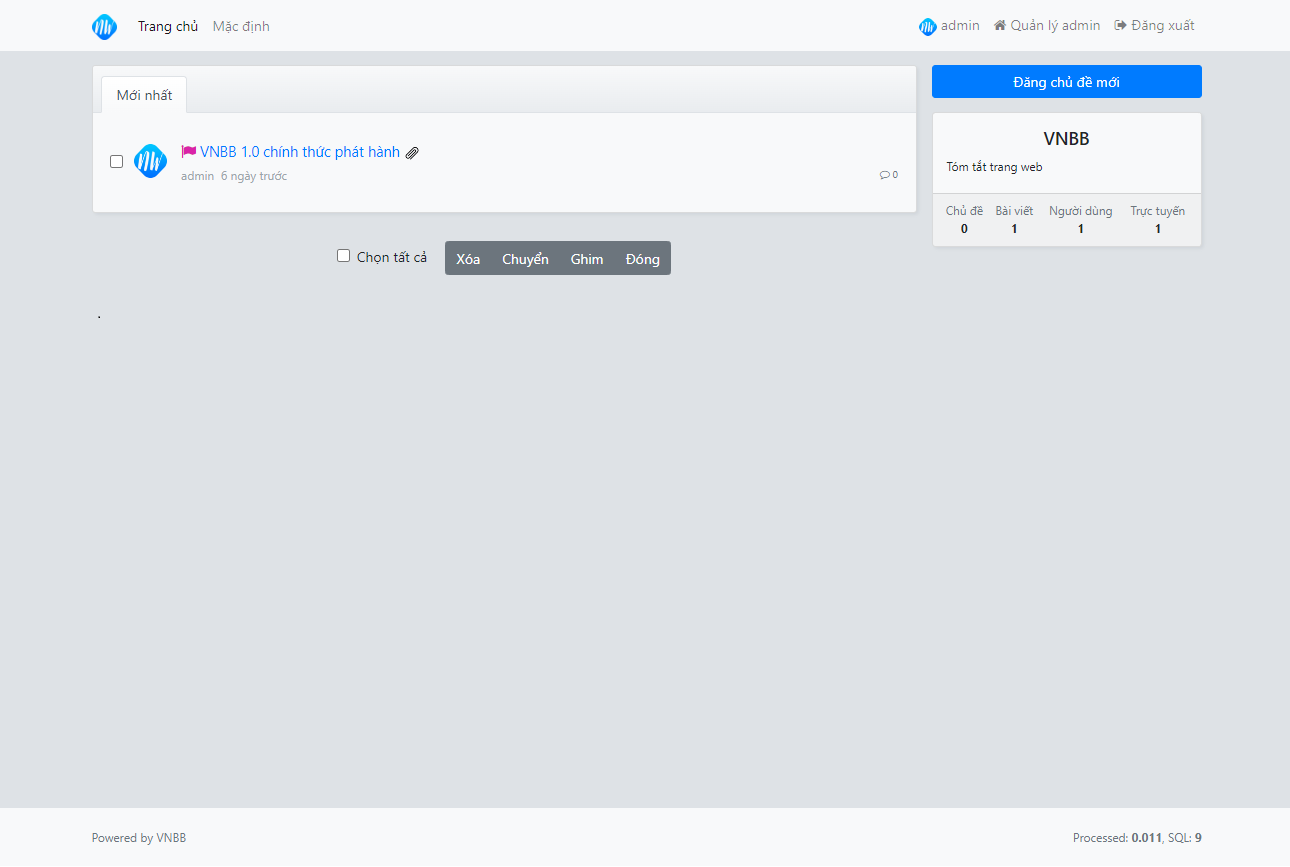 Trang chủ Mặc định admin Quản lý admin Đăng xuất
Mới nhất
VNBB 1.0 chính thức phát hành
admin 6 ngày trước 0
Chọn tất cả Xóa Chuyển Ghim Đóng
.
Đăng chủ đề mới
VNBB
Tóm tắt trang web
Chủ đề Bài viết Người dùng Trực tuyến
0 1 1 1
Powered by VNBB Processed: 0.011, SQL: 9